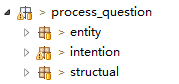 > process_question
> entity
> intention
> structual